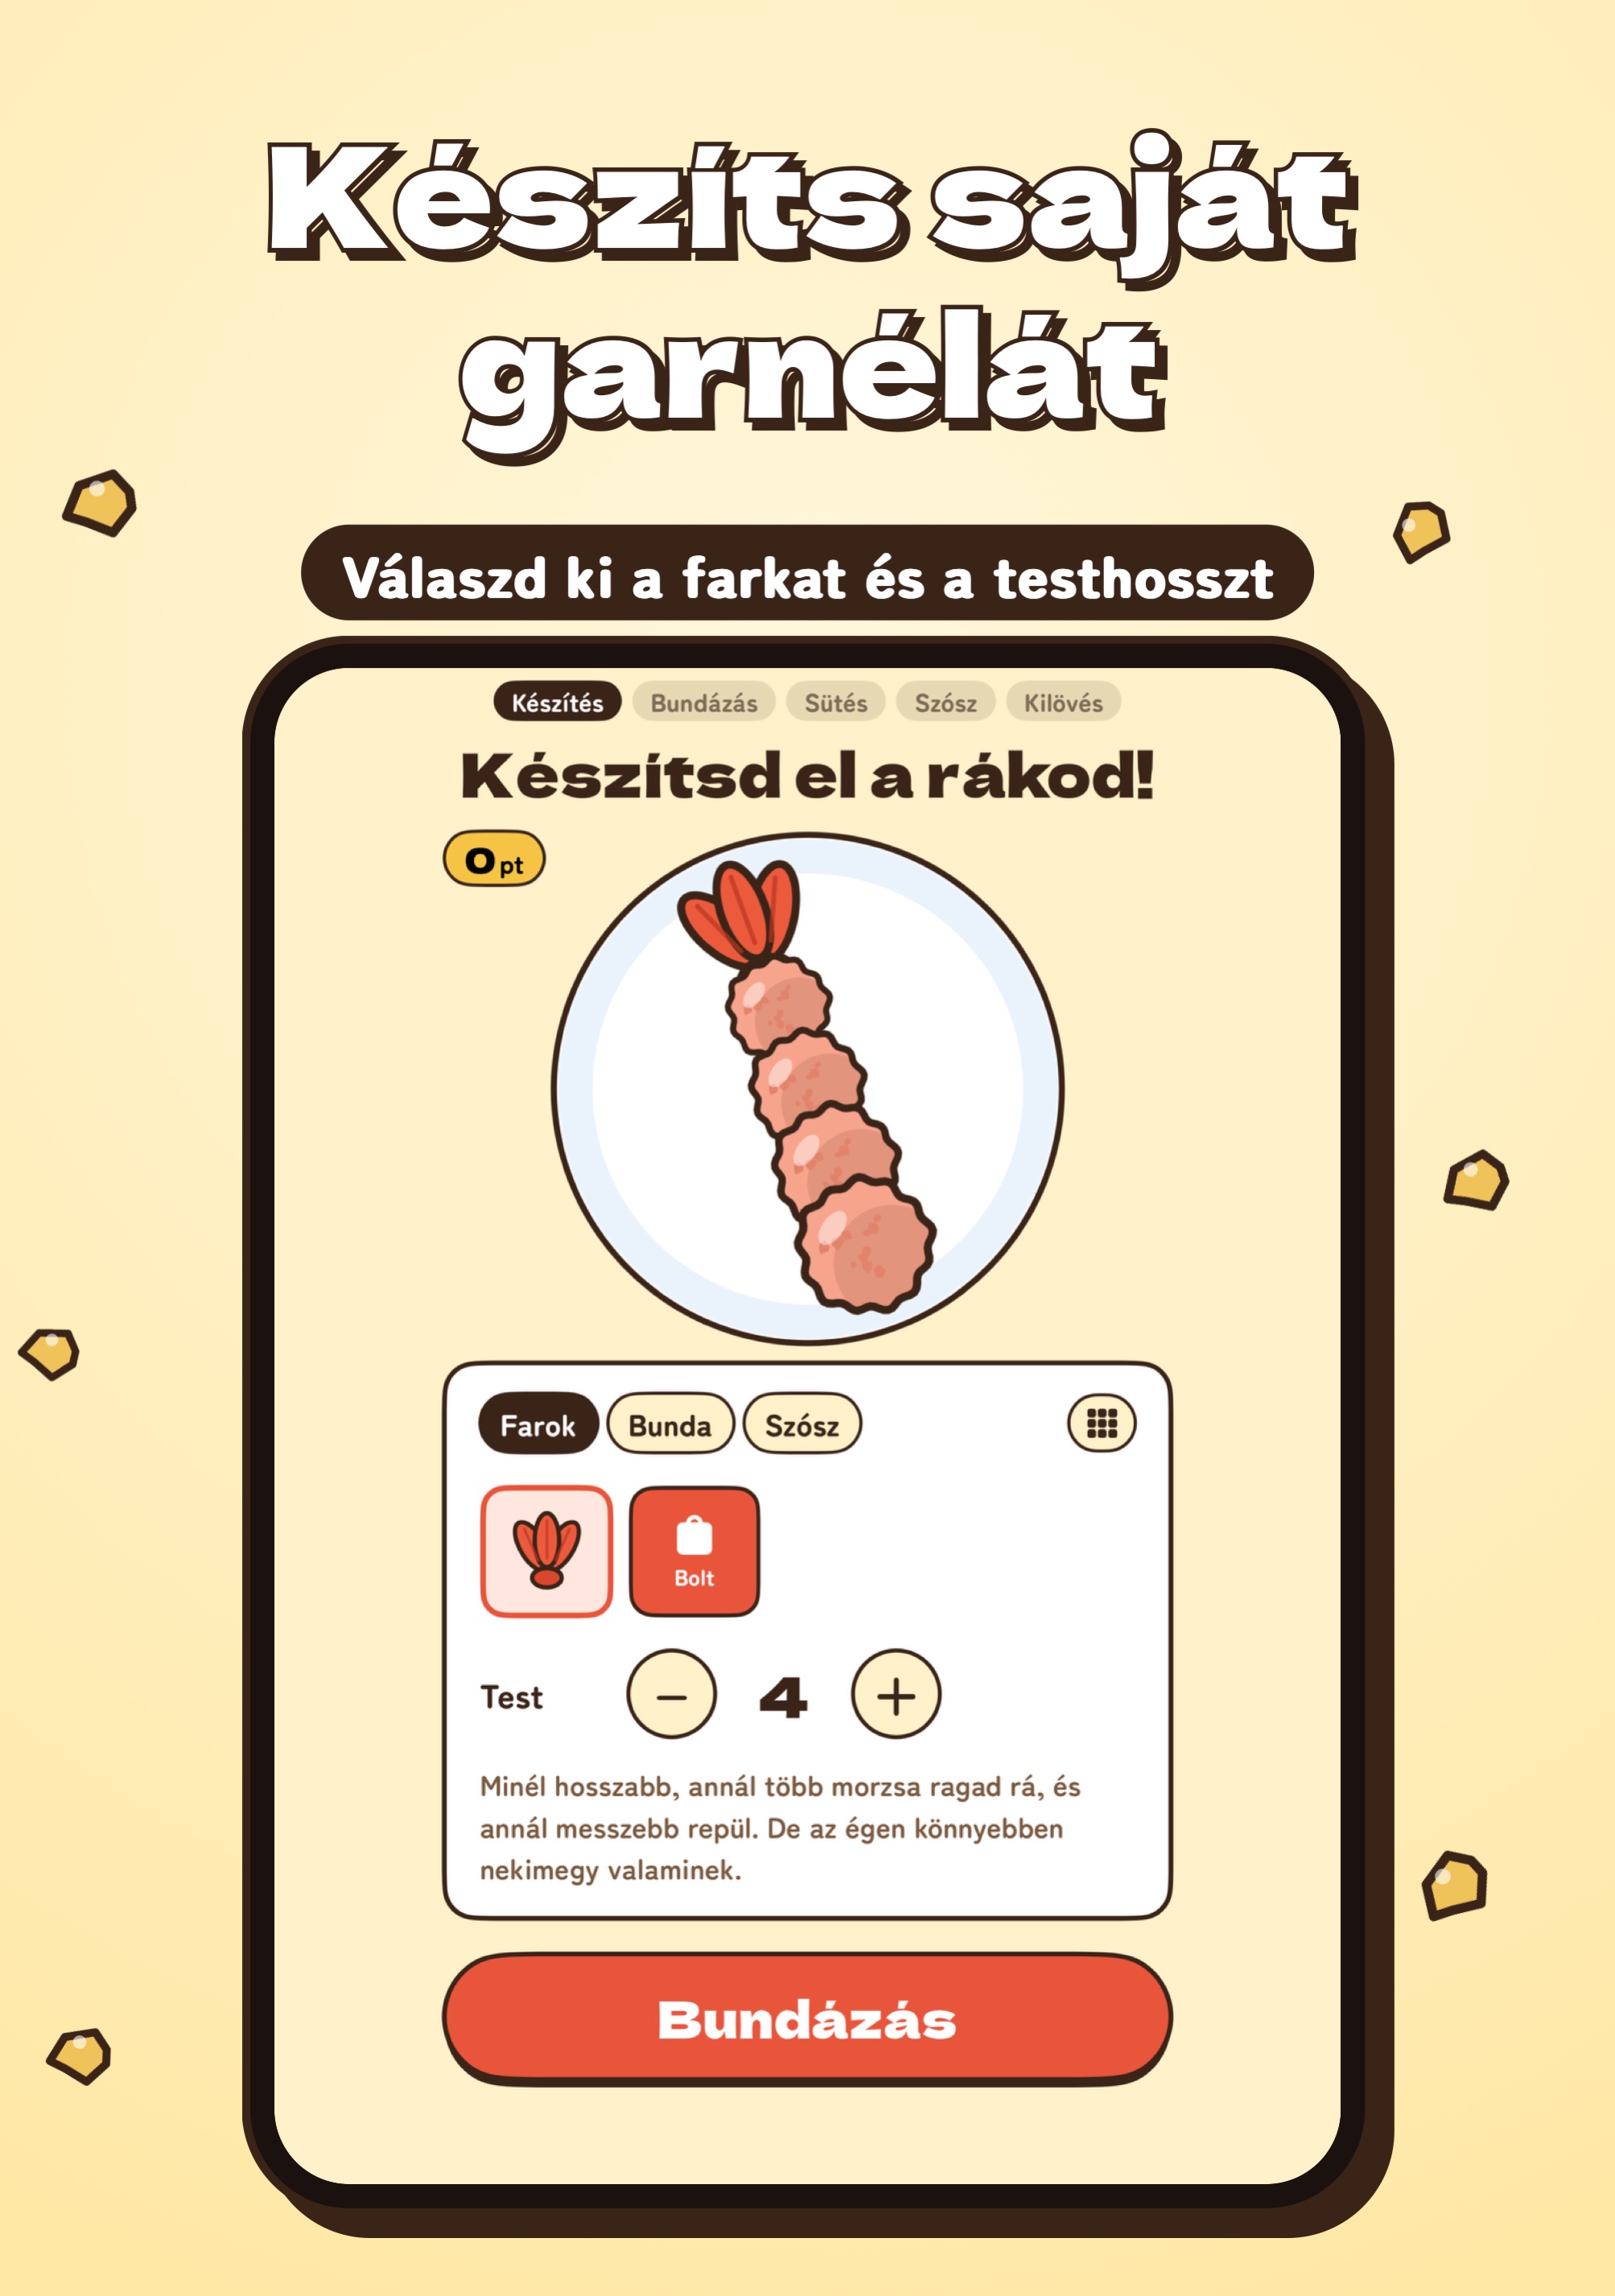 Készíts saját
garnélát
Válaszd ki a farkat és a testhosszt
Készítés Bundázás Sütés Szósz Kilövés
Készítsd el a rákod!
0 pt
Farok Bunda Szósz
Bolt
Test − 4 +
Minél hosszabb, annál több morzsa ragad rá, és
annál messzebb repül. De az égen könnyebben
nekimegy valaminek.
Bundázás